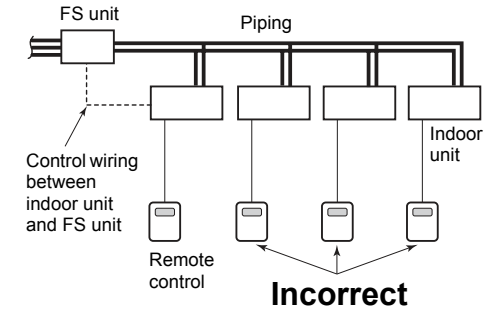 FS unit
Piping
Indoor
unit
Control wiring
between
indoor unit
and FS unit
Remote
control
Incorrect